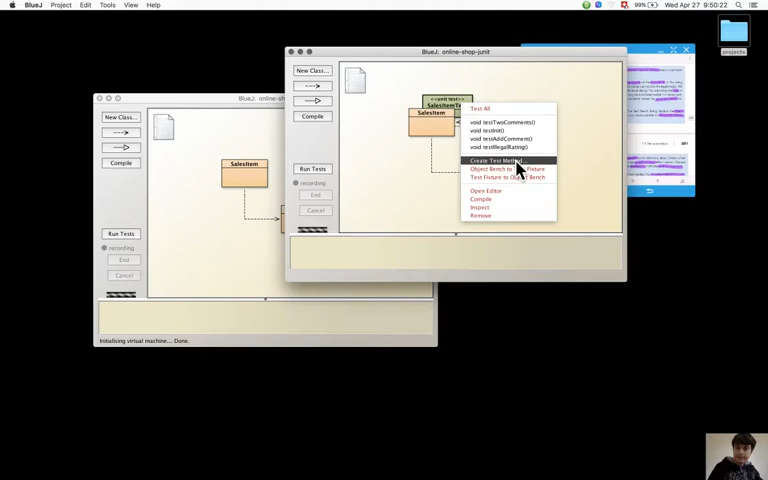 BlueJ Project Edit Tools View Help
99% Wed Apr 27 9:50:22
projects
BlueJ: online-shop-junit
New Class...
Compile
Run Tests
recording
End
Cancel
<<unit test>>
SalesItemTe
SalesItem
Test All
void testTwoComments()
void testInit()
void testAddComment()
void testIllegalRating()
Create Test Method...
Object Bench to Fixture
Test Fixture to Object Bench
Open Editor
Compile
Inspect
Remove
BlueJ: online-sh
New Class...
Compile
Run Tests
recording
End
Cancel
SalesItem
Initialising virtual machine... Done.